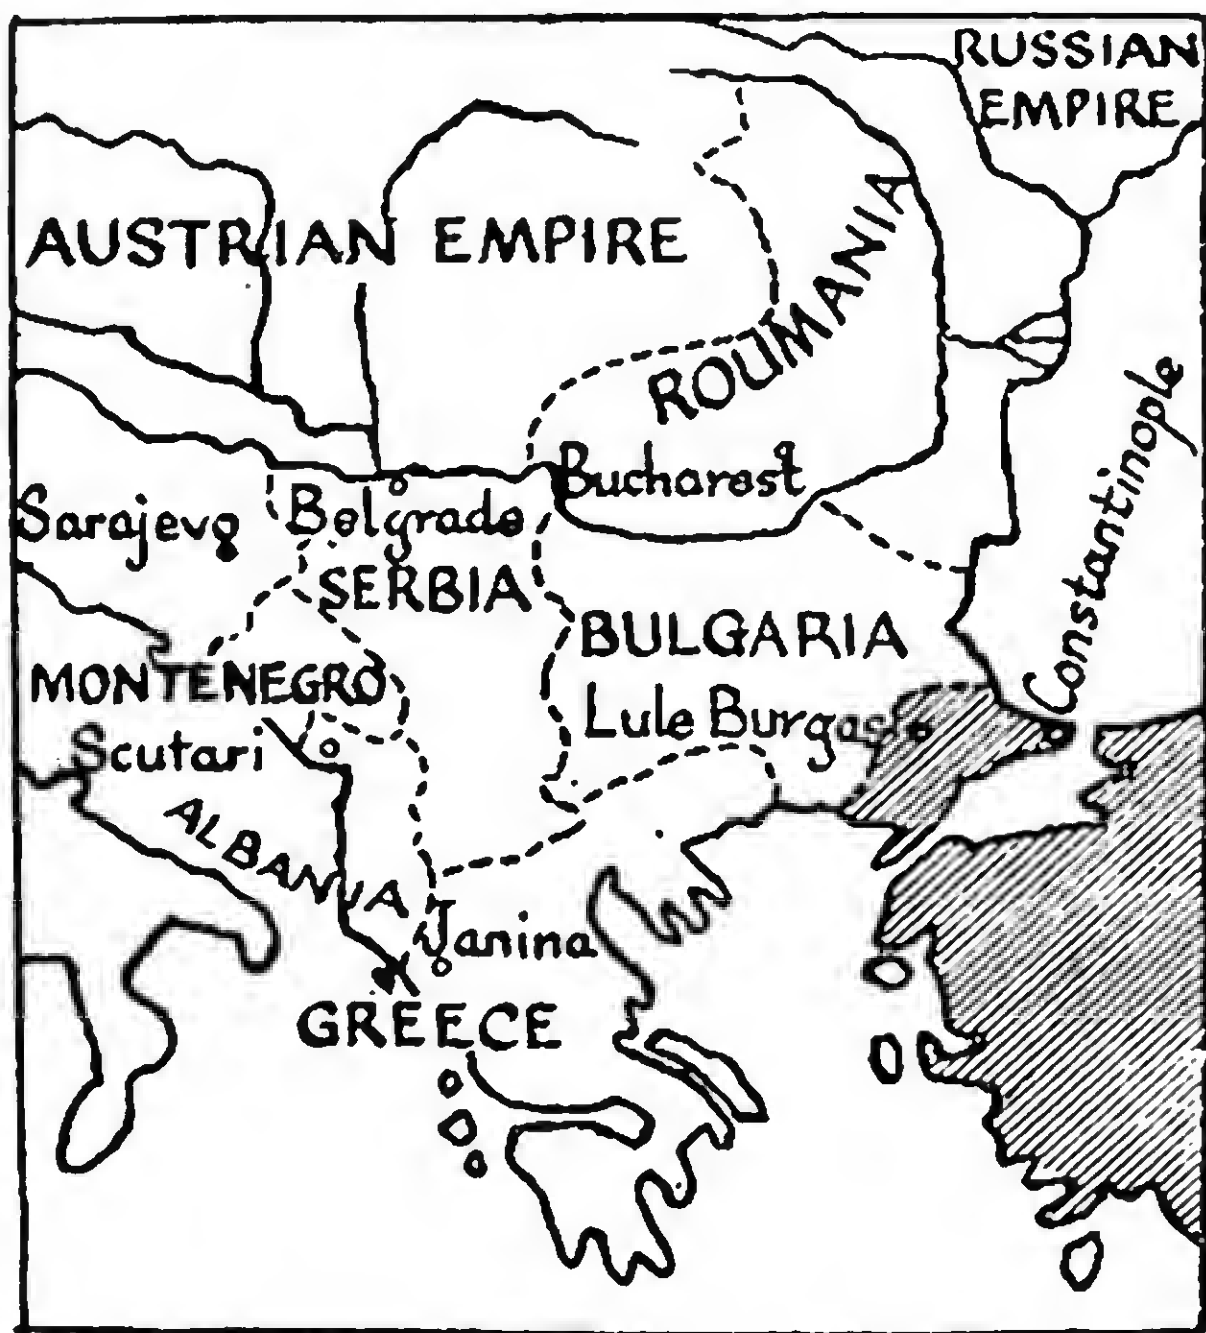 RUSSIAN
EMPIRE
AUSTRIAN EMPIRE
ROUMANIA
Bucharest
Constantinople
Sarajevo
Belgrade
SERBIA
BULGARIA
MONTENEGRO
Lule Burgas
Scutari
ALBANIA
Janina
GREECE